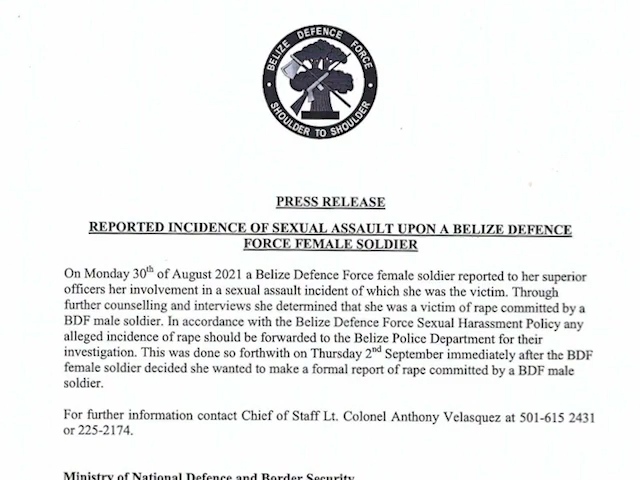 BELIZE DEFENCE FORCE
SHOULDER TO SHOULDER
PRESS RELEASE
REPORTED INCIDENCE OF SEXUAL ASSAULT UPON A BELIZE DEFENCE
FORCE FEMALE SOLDIER
On Monday 30th of August 2021 a Belize Defence Force female soldier reported to her superior
officers her involvement in a sexual assault incident of which she was the victim. Through
further counselling and interviews she determined that she was a victim of rape committed by a
BDF male soldier. In accordance with the Belize Defence Force Sexual Harassment Policy any
alleged incidence of rape should be forwarded to the Belize Police Department for their
investigation. This was done so forthwith on Thursday 2nd September immediately after the BDF
female soldier decided she wanted to make a formal report of rape committed by a BDF male
soldier.
For further information contact Chief of Staff Lt. Colonel Anthony Velasquez at 501-615 2431
or 225-2174.
Ministry of National Defence and Border Security